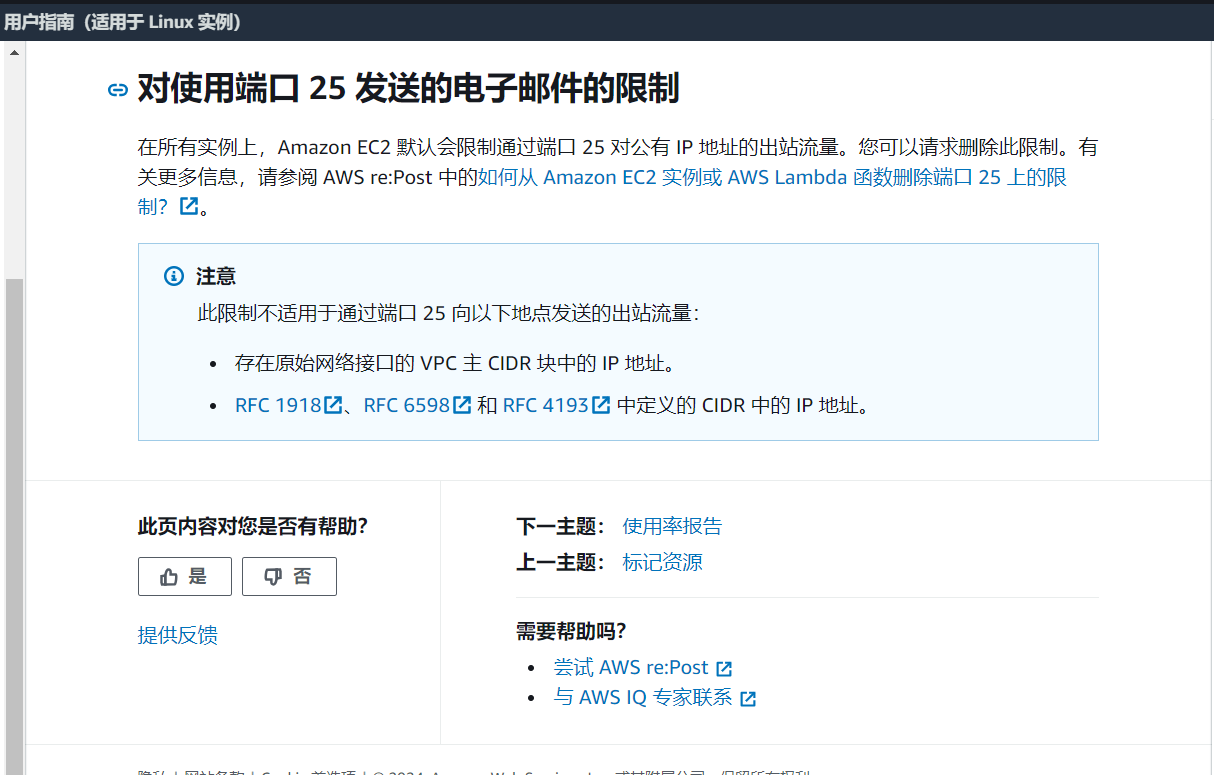 用户指南（适用于 Linux 实例）
对使用端口 25 发送的电子邮件的限制
在所有实例上，Amazon EC2 默认会限制通过端口 25 对公有 IP 地址的出站流量。您可以请求删除此限制。有
关更多信息，请参阅 AWS re:Post 中的如何从 Amazon EC2 实例或 AWS Lambda 函数删除端口 25 上的限
制？。
注意
此限制不适用于通过端口 25 向以下地点发送的出站流量：
• 存在原始网络接口的 VPC 主 CIDR 块中的 IP 地址。
• RFC 1918、RFC 6598 和 RFC 4193 中定义的 CIDR 中的 IP 地址。
此页内容对您是否有帮助？
是
否
提供反馈
下一主题： 使用率报告
上一主题： 标记资源
需要帮助吗？
• 尝试 AWS re:Post
• 与 AWS IQ 专家联系